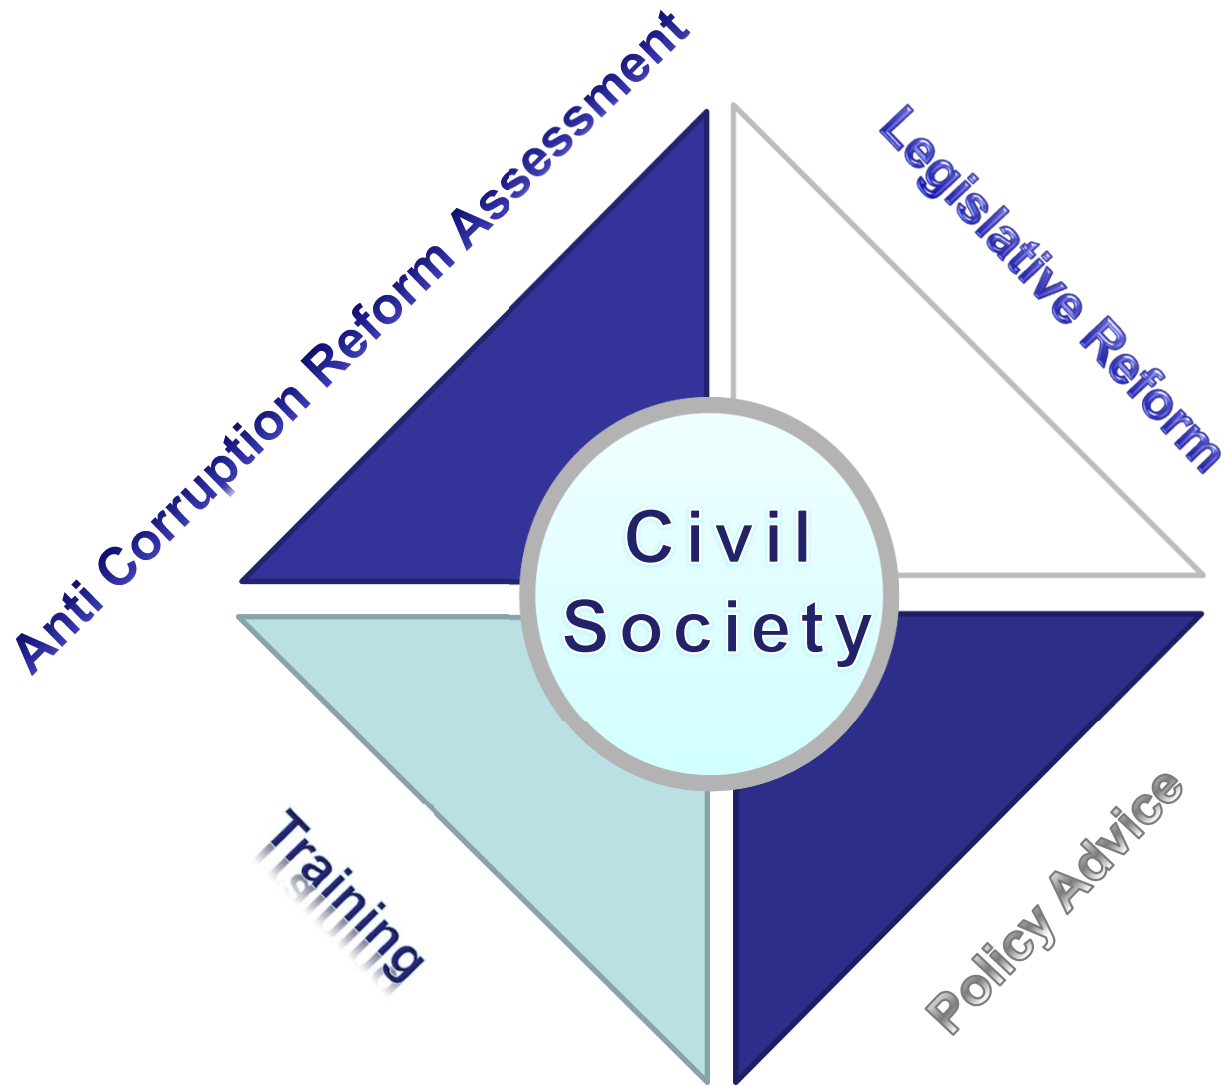 Anti Corruption Reform Assessment
Legislative Reform
Civil
Society
Training
Policy Advice